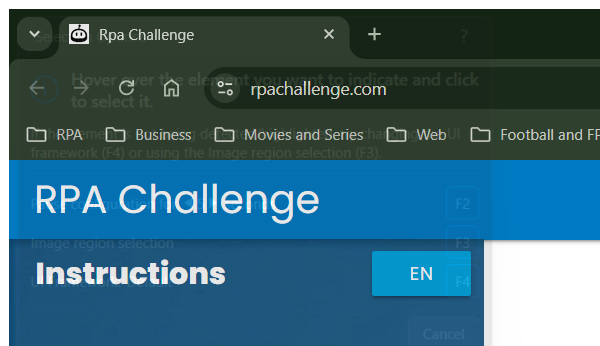 Rpa Challenge
?
Hover over the element you want to indicate and click
to select it.
rpachallenge.com
RPA
Business
Movies and Series
Web
Football and FP
framework (F4) or using the Image region selection (F3).
RPA Challenge
F2
Image region selection
F3
Instructions
EN
F4
Cancel